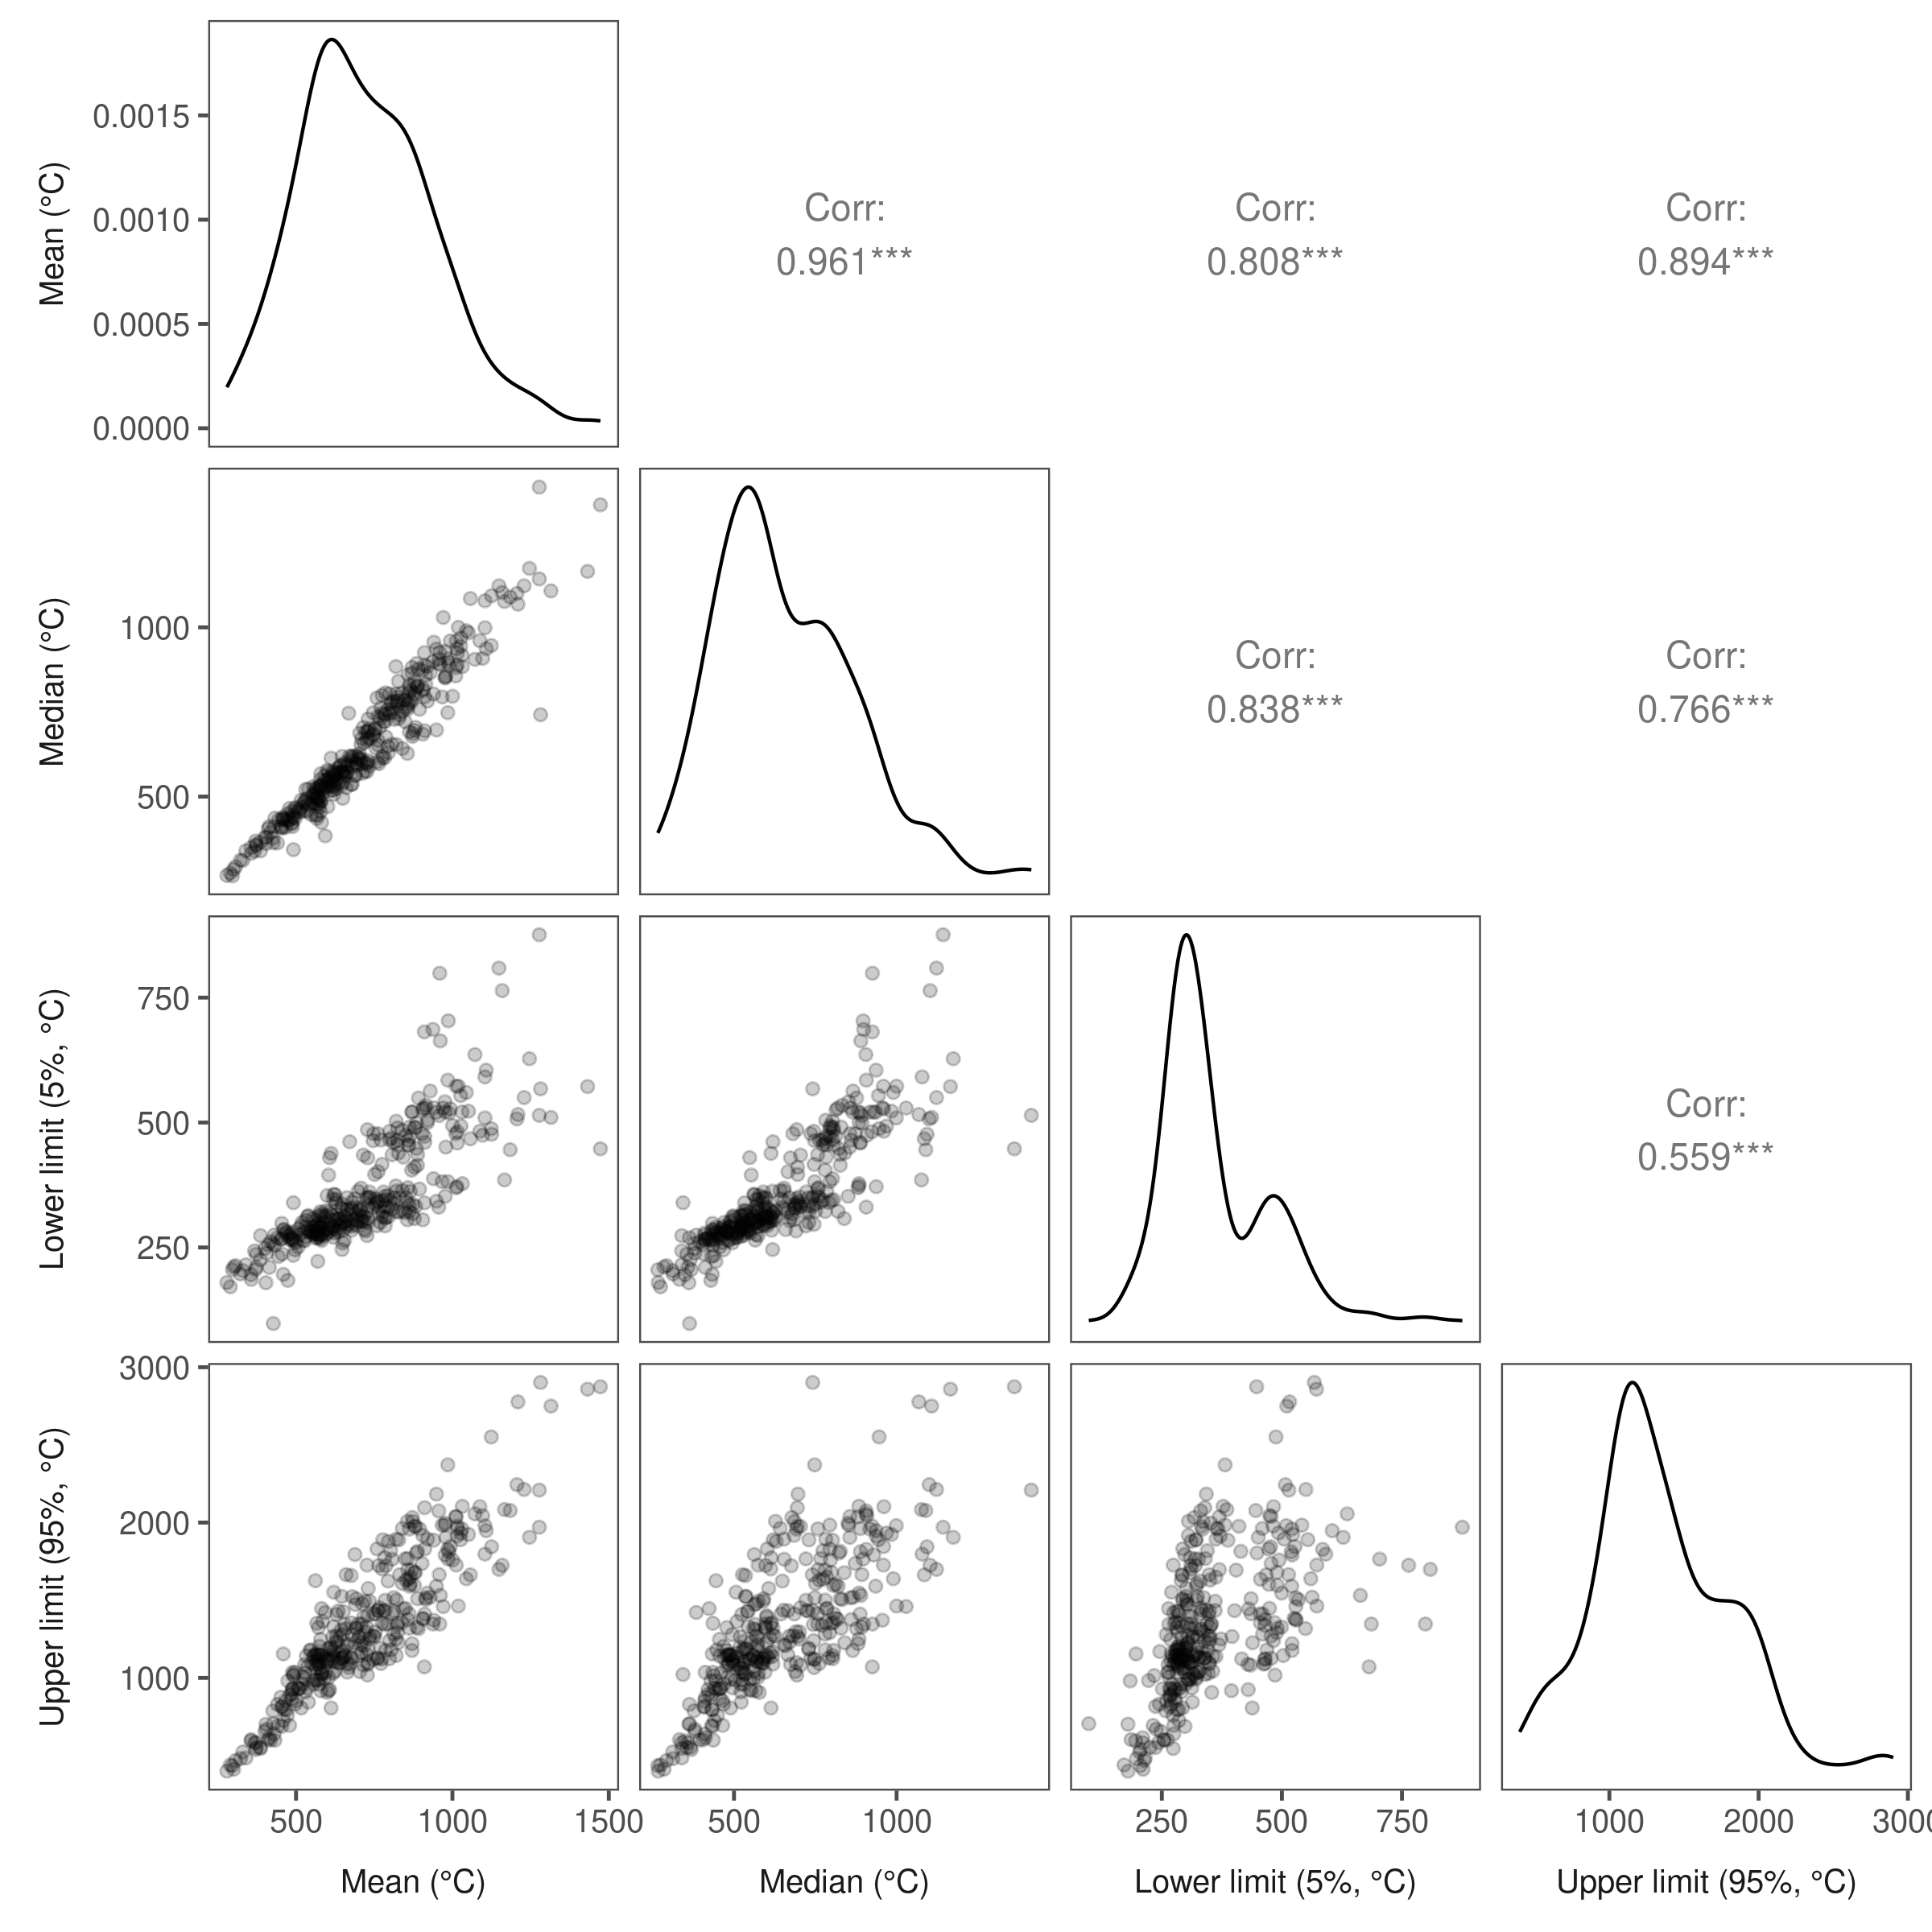 Mean (°C)
0.0015
0.0010
0.0005
0.0000
Corr:
0.961***
Corr:
0.808***
Corr:
0.894***
Median (°C)
1000
500
Corr:
0.838***
Corr:
0.766***
Lower limit (5%, °C)
750
500
250
Corr:
0.559***
Upper limit (95%, °C)
3000
2000
1000
500
1000
1500
500
1000
250
500
750
1000
2000
3000
Mean (°C)
Median (°C)
Lower limit (5%, °C)
Upper limit (95%, °C)